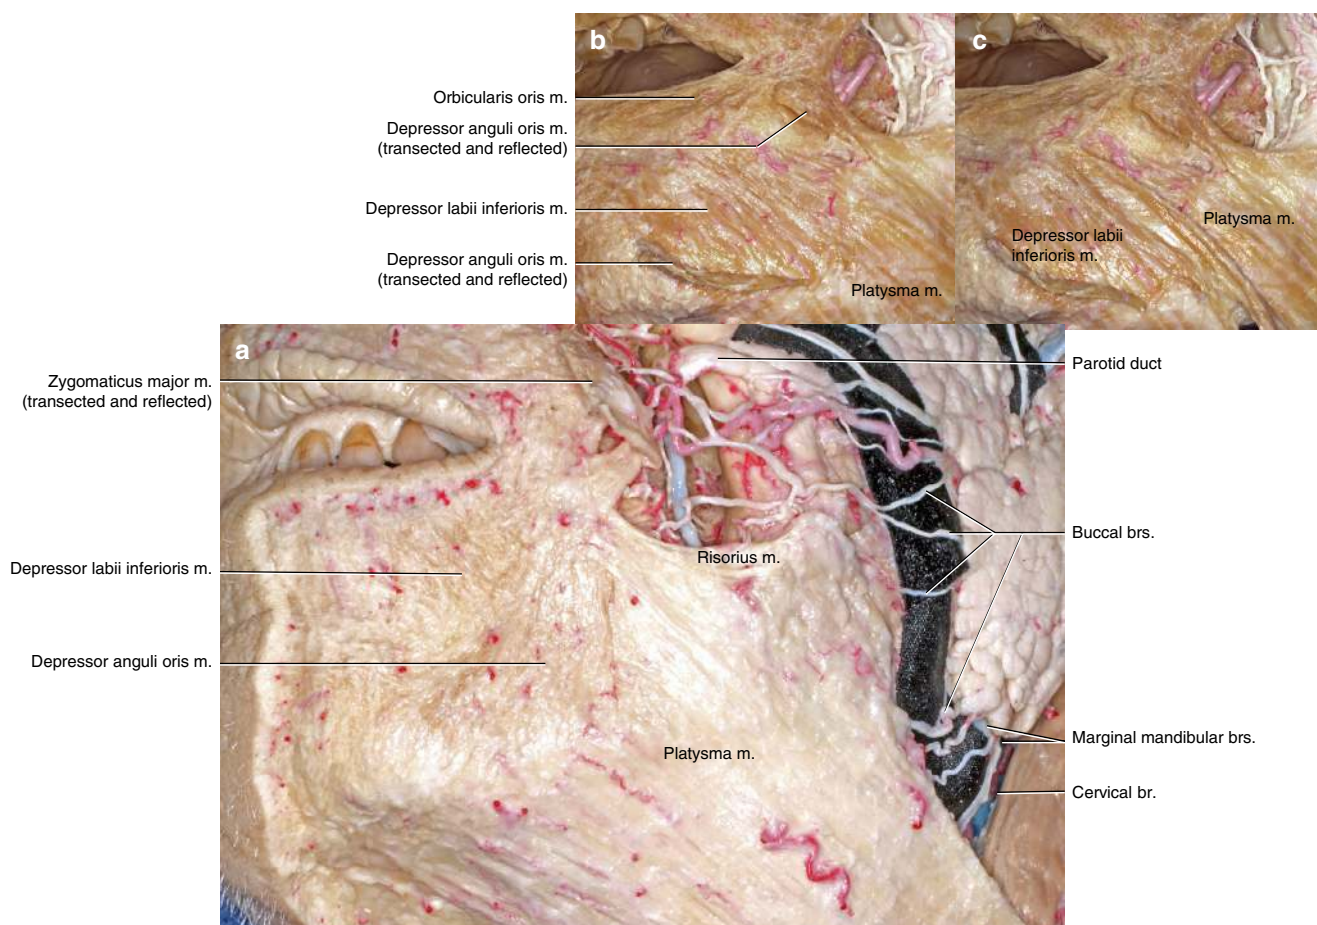 b
c
Orbicularis oris m.
Depressor anguli oris m.
(transected and reflected)
Depressor labii inferioris m.
Depressor anguli oris m.
(transected and reflected)
Platysma m.
Depressor labii
inferioris m.
Platysma m.
a
Zygomaticus major m.
(transected and reflected)
Depressor labii inferioris m.
Depressor anguli oris m.
Risorius m.
Platysma m.
Parotid duct
Buccal brs.
Marginal mandibular brs.
Cervical br.